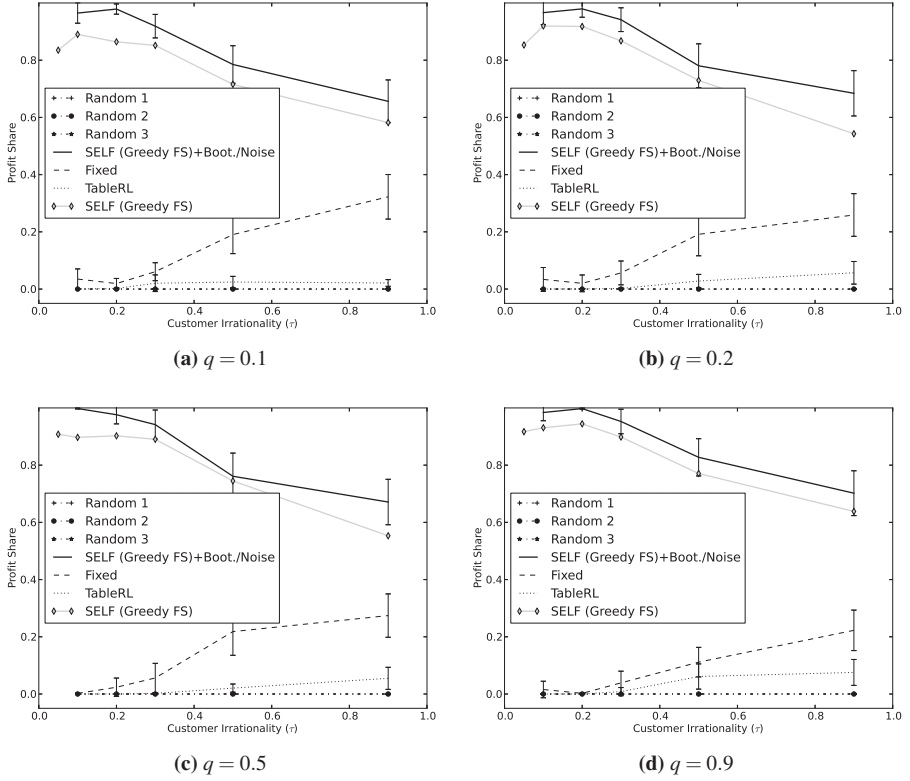 0.8
0.6
0.4
0.2
0.0
Profit Share
Random 1
Random 2
Random 3
SELF (Greedy FS)+Boot./Noise
Fixed
TableRL
SELF (Greedy FS)
0.0 0.2 0.4 0.6 0.8 1.0
Customer Irrationality (τ)
(a) q = 0.1
0.8
0.6
0.4
0.2
0.0
Profit Share
Random 1
Random 2
Random 3
SELF (Greedy FS)+Boot./Noise
Fixed
TableRL
SELF (Greedy FS)
0.0 0.2 0.4 0.6 0.8 1.0
Customer Irrationality (τ)
(b) q = 0.2
0.8
0.6
0.4
0.2
0.0
Profit Share
Random 1
Random 2
Random 3
SELF (Greedy FS)+Boot./Noise
Fixed
TableRL
SELF (Greedy FS)
0.0 0.2 0.4 0.6 0.8 1.0
Customer Irrationality (τ)
(c) q = 0.5
0.8
0.6
0.4
0.2
0.0
Profit Share
Random 1
Random 2
Random 3
SELF (Greedy FS)+Boot./Noise
Fixed
TableRL
SELF (Greedy FS)
0.0 0.2 0.4 0.6 0.8 1.0
Customer Irrationality (τ)
(d) q = 0.9